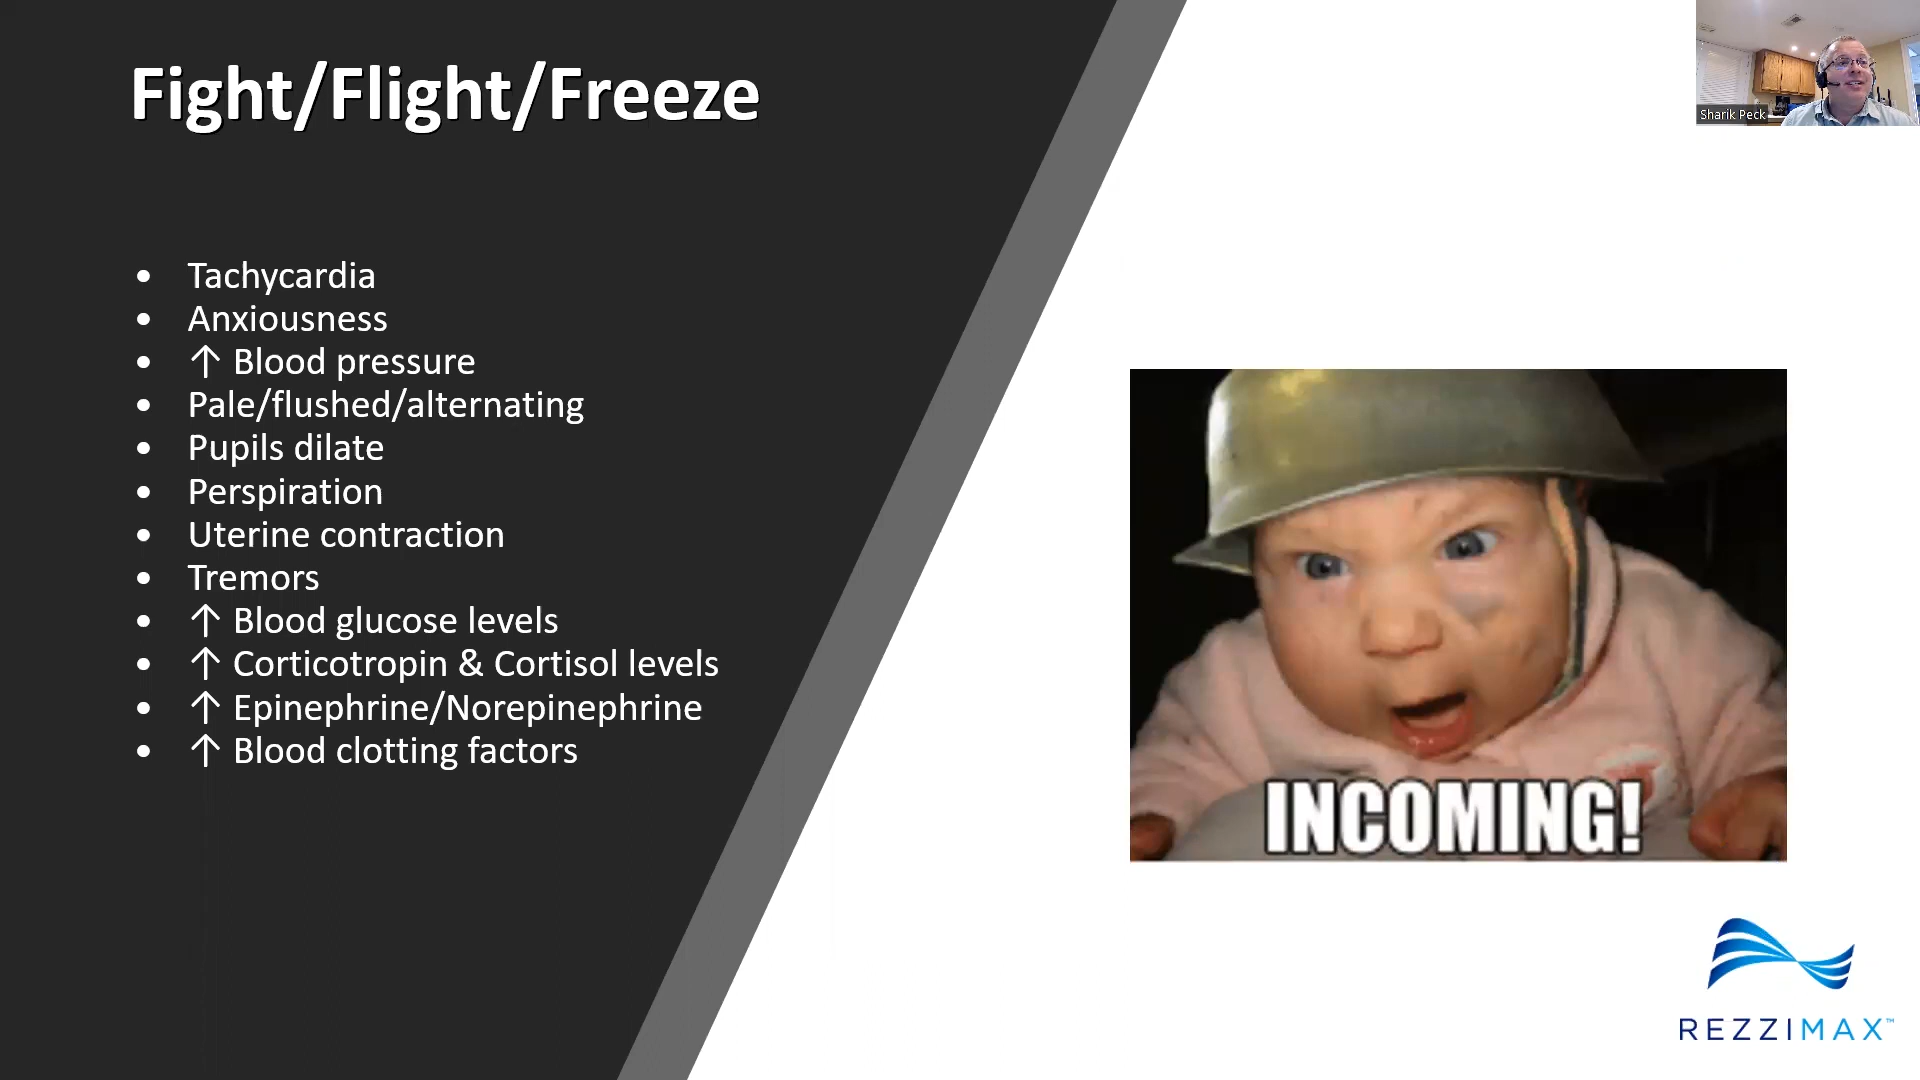 Fight/Flight/Freeze
Sharik Peck
• Tachycardia
• Anxiousness
• ↑ Blood pressure
• Pale/flushed/alternating
• Pupils dilate
• Perspiration
• Uterine contraction
• Tremors
• ↑ Blood glucose levels
• ↑ Corticotropin & Cortisol levels
• ↑ Epinephrine/Norepinephrine
• ↑ Blood clotting factors
INCOMING!
REZZIMAX™